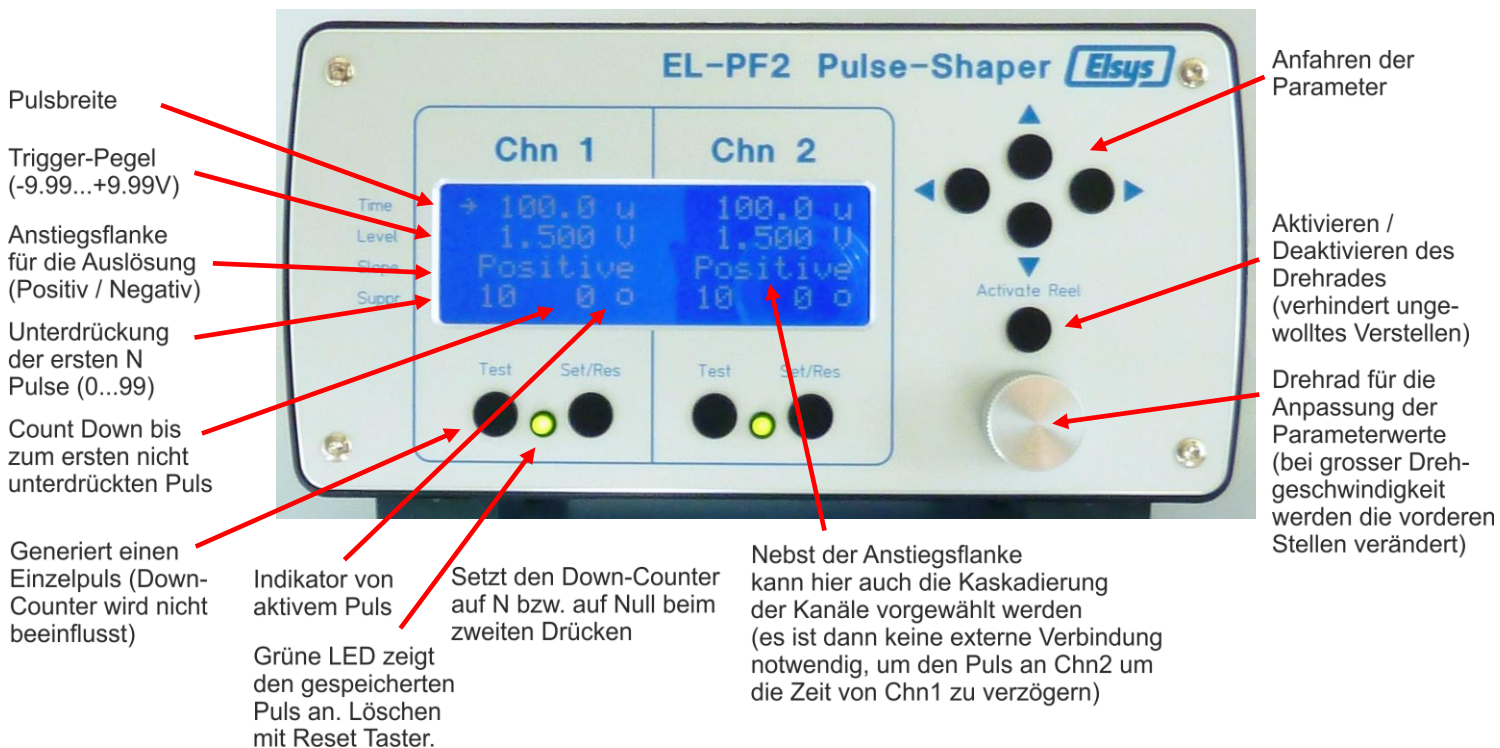 Pulsbreite
Trigger-Pegel
(-9.99...+9.99V)
Anstiegsflanke
für die Auslösung
(Positiv / Negativ)
Unterdrückung
der ersten N
Pulse (0...99)
Count Down bis
zum ersten nicht
unterdrückten Puls
Generiert einen
Einzelpuls (Down-
Counter wird nicht
beeinflusst)
EL-PF2 Pulse-Shaper Elsys
Chn 1
Chn 2
Time
Level
Slope
Suppr
→ 100.0 u
1.500 V
Positive
10 0 o
100.0 u
1.500 V
Positive
10 0 o
Test Set/Res
Test Set/Res
Activate Reel
Anfahren der
Parameter
Aktivieren /
Deaktivieren des
Drehrades
(verhindert unge-
wolltes Verstellen)
Drehrad für die
Anpassung der
Parameterwerte
(bei grosser Dreh-
geschwindigkeit
werden die vorderen
Stellen verändert)
Indikator von
aktivem Puls
Grüne LED zeigt
den gespeicherten
Puls an. Löschen
mit Reset Taster.
Setzt den Down-Counter
auf N bzw. auf Null beim
zweiten Drücken
Nebst der Anstiegsflanke
kann hier auch die Kaskadierung
der Kanäle vorgewählt werden
(es ist dann keine externe Verbindung
notwendig, um den Puls an Chn2 um
die Zeit von Chn1 zu verzögern)